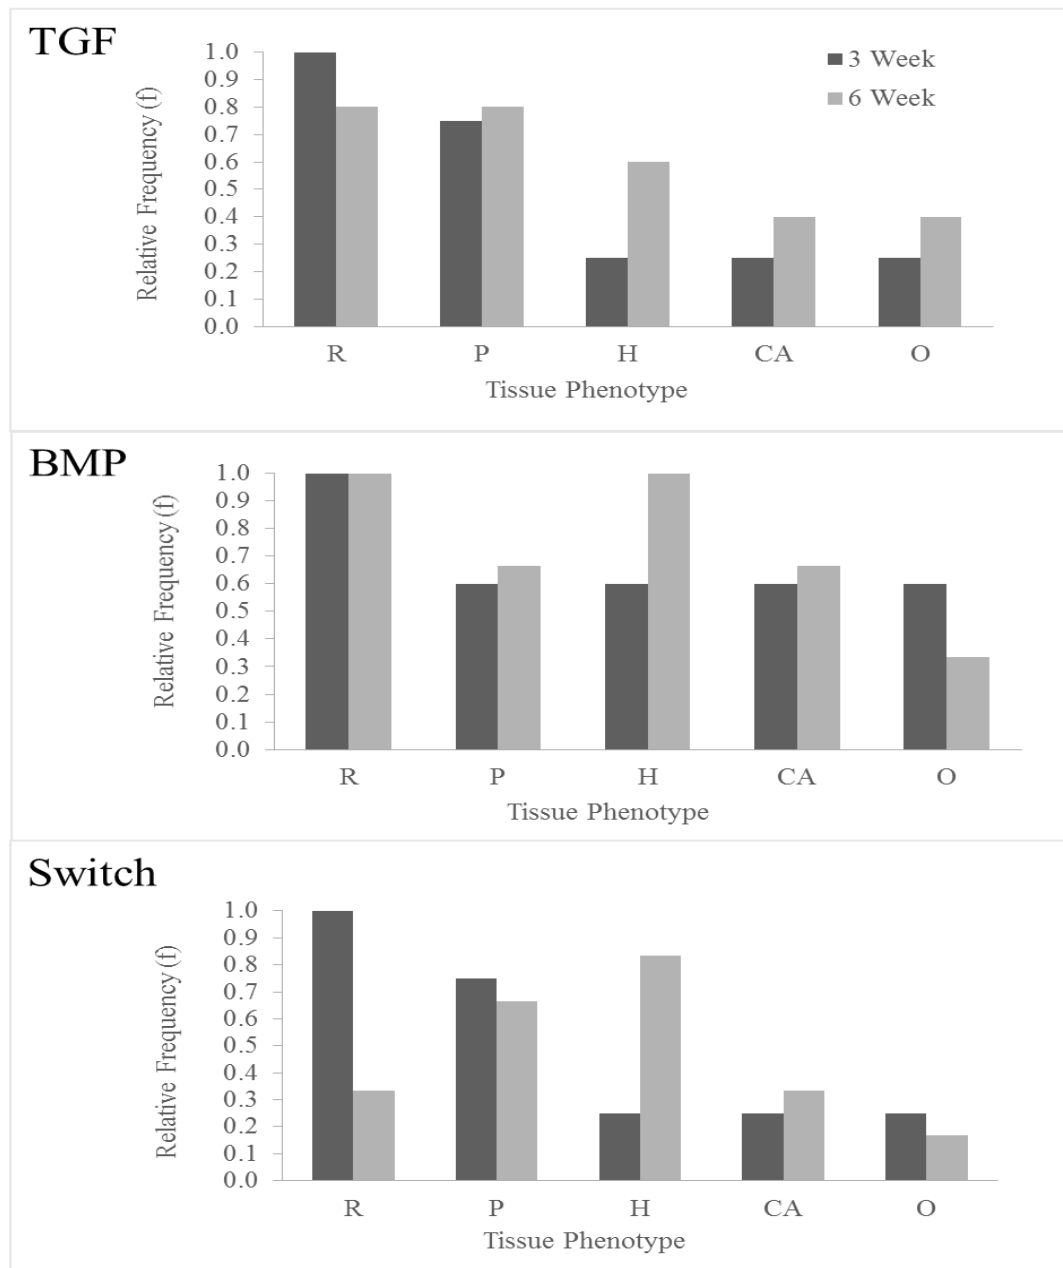 TGF
Relative Frequency (f)
1.0
0.9
0.8
0.7
0.6
0.5
0.4
0.3
0.2
0.1
0.0
3 Week
6 Week
R P H CA O
Tissue Phenotype
BMP
Relative Frequency (f)
1.0
0.9
0.8
0.7
0.6
0.5
0.4
0.3
0.2
0.1
0.0
R P H CA O
Tissue Phenotype
Switch
Relative Frequency (f)
1.0
0.9
0.8
0.7
0.6
0.5
0.4
0.3
0.2
0.1
0.0
R P H CA O
Tissue Phenotype